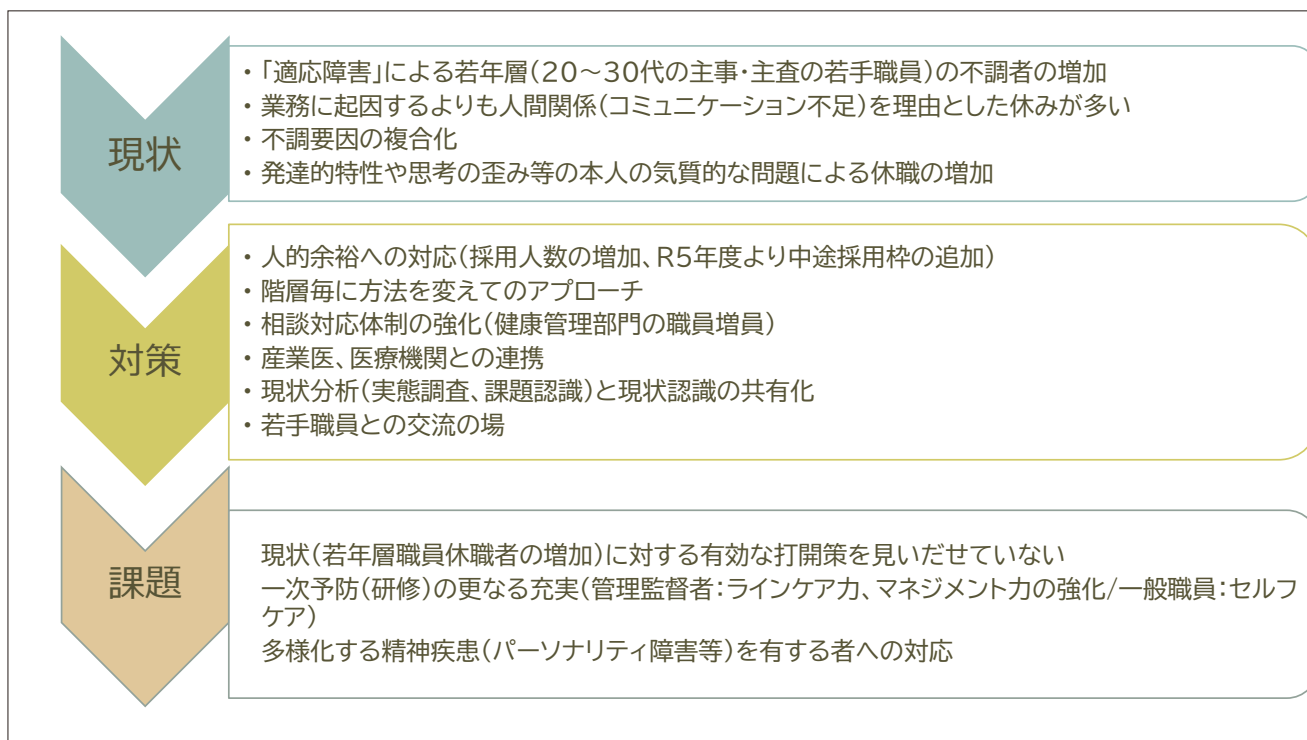 現状
・「適応障害」による若年層(20～30代の主事・主査の若手職員)の不調者の増加
・業務に起因するよりも人間関係(コミュニケーション不足)を理由とした休みが多い
・不調要因の複合化
・発達的特性や思考の歪み等の本人の気質的な問題による休職の増加
対策
・人的余裕への対応(採用人数の増加、R5年度より中途採用枠の追加)
・階層毎に方法を変えてのアプローチ
・相談対応体制の強化(健康管理部門の職員増員)
・産業医、医療機関との連携
・現状分析(実態調査、課題認識)と現状認識の共有化
・若手職員との交流の場
課題
現状(若年層職員休職者の増加)に対する有効な打開策を見いだせていない
一次予防(研修)の更なる充実(管理監督者:ラインケア力、マネジメント力の強化/一般職員:セルフ
ケア)
多様化する精神疾患(パーソナリティ障害等)を有する者への対応